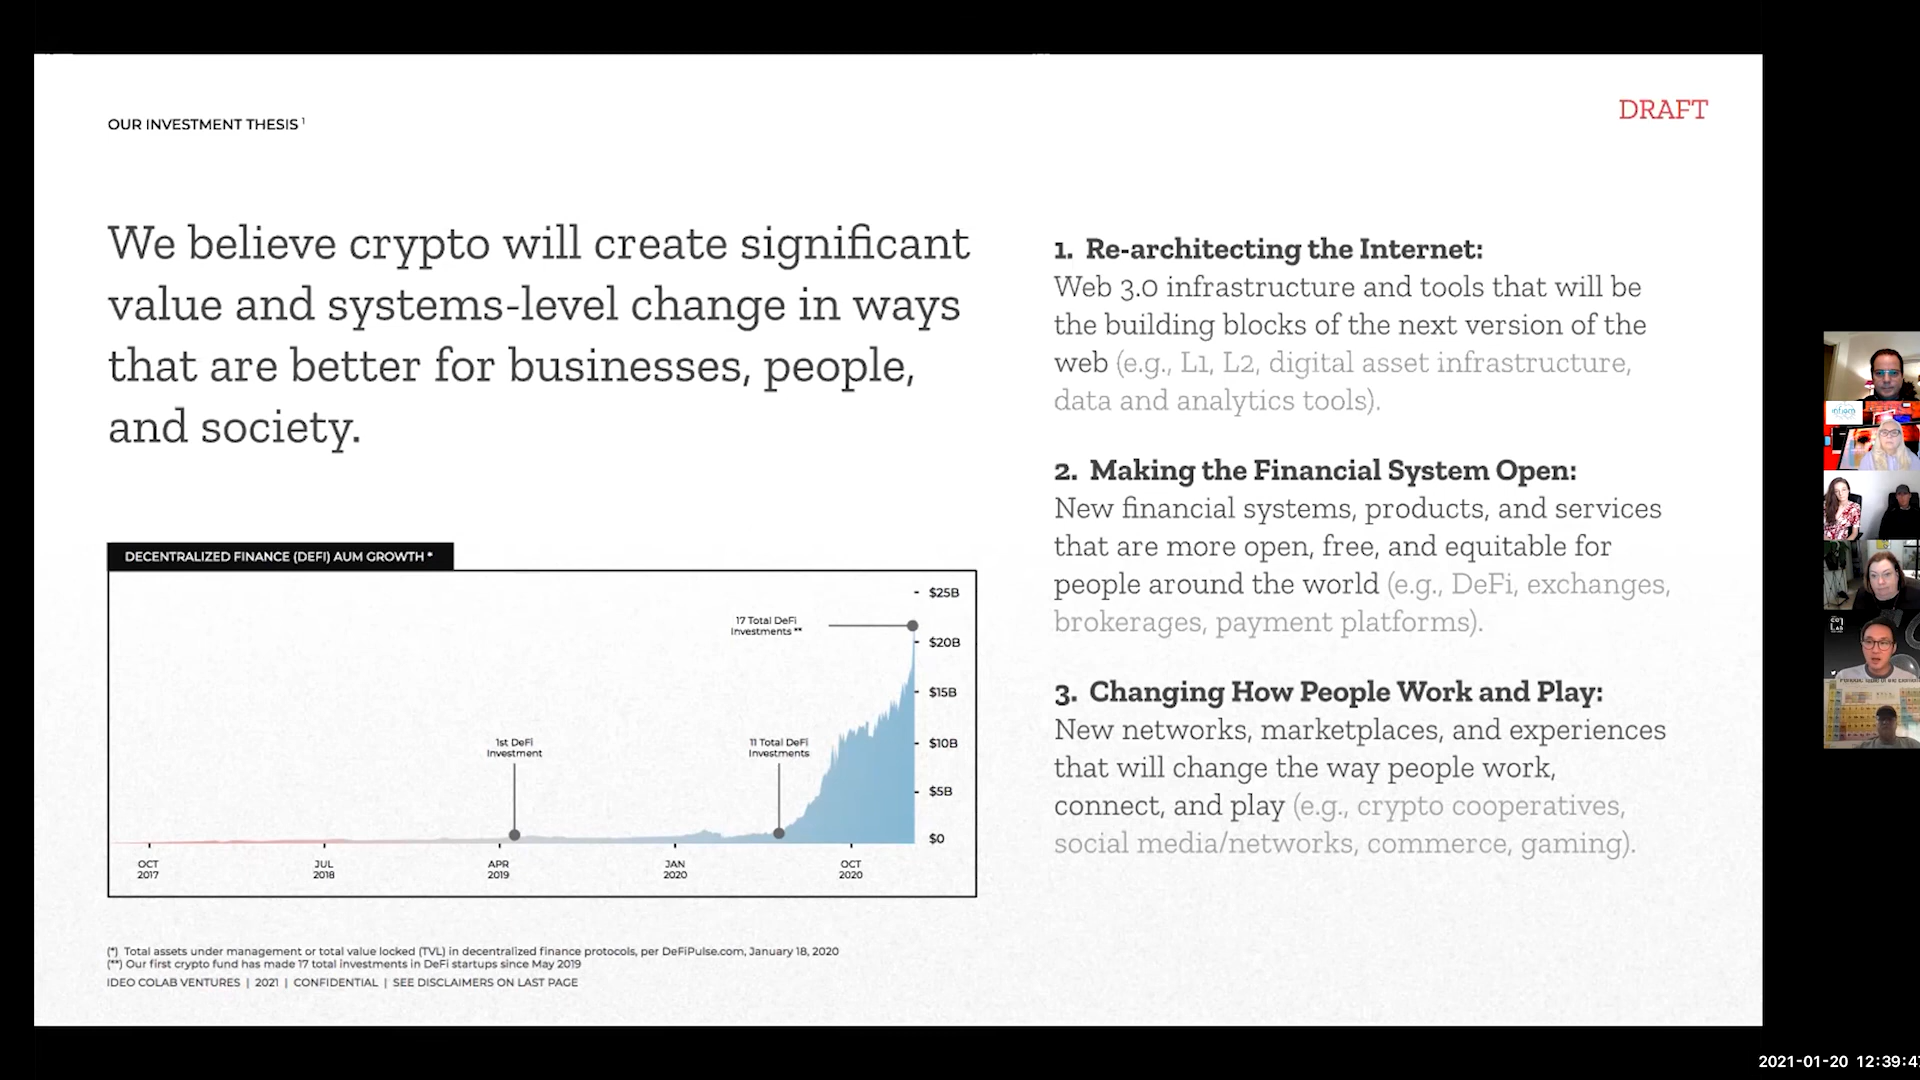 OUR INVESTMENT THESIS 1
DRAFT
We believe crypto will create significant
value and systems-level change in ways
that are better for businesses, people,
and society.
DECENTRALIZED FINANCE (DEFI) AUM GROWTH *
$25B
$20B
$15B
$10B
$5B
$0
17 Total DeFi
Investments **
1st DeFi
Investment
11 Total DeFi
Investments
OCT
2017
JUL
2018
APR
2019
JAN
2020
OCT
2020
(*) Total assets under management or total value locked (TVL) in decentralized finance protocols, per DeFiPulse.com, January 18, 2020
(**) Our first crypto fund has made 17 total investments in DeFi startups since May 2019
IDEO COLAB VENTURES | 2021 | CONFIDENTIAL | SEE DISCLAIMERS ON LAST PAGE
1. Re-architecting the Internet:
Web 3.0 infrastructure and tools that will be
the building blocks of the next version of the
web (e.g., L1, L2, digital asset infrastructure,
data and analytics tools).
2. Making the Financial System Open:
New financial systems, products, and services
that are more open, free, and equitable for
people around the world (e.g., DeFi, exchanges,
brokerages, payment platforms).
3. Changing How People Work and Play:
New networks, marketplaces, and experiences
that will change the way people work,
connect, and play (e.g., crypto cooperatives,
social media/networks, commerce, gaming).
2021-01-20 12:39:4